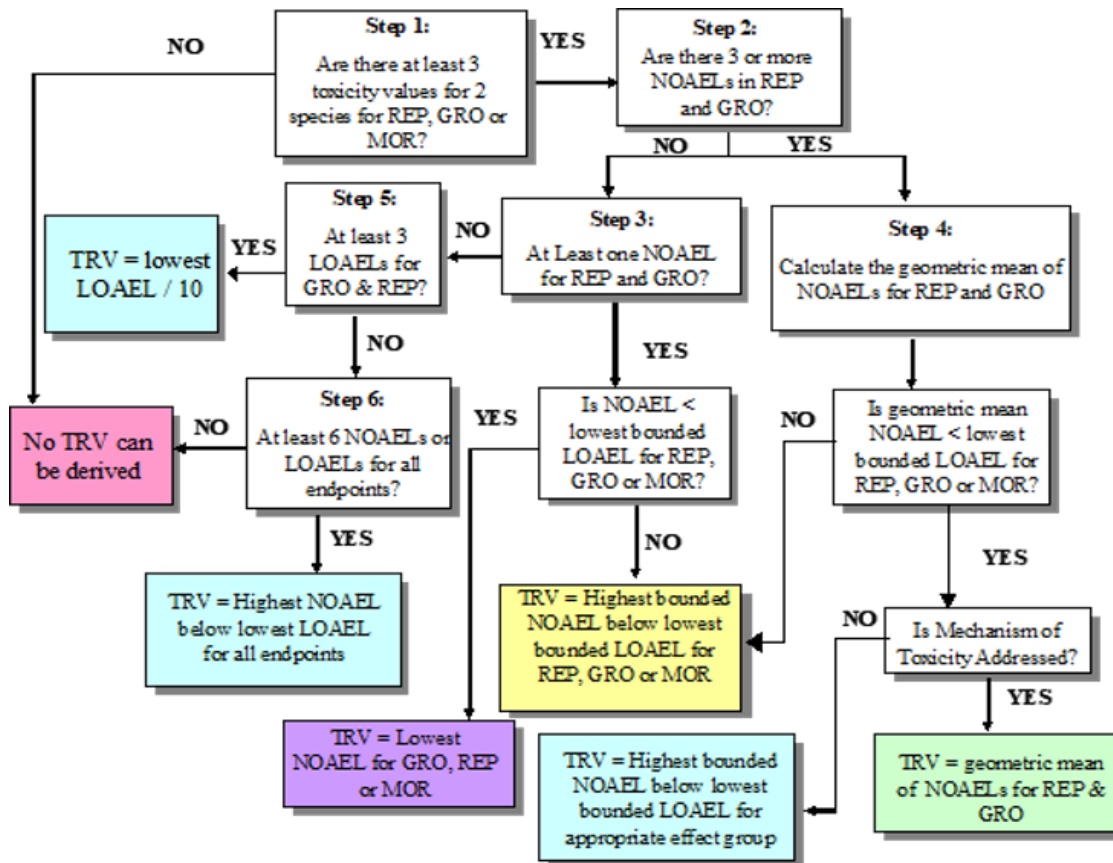 NO
Step 1:
Are there at least 3
toxicity values for 2
species for REP, GRO or
MOR?
YES
Step 2:
Are there 3 or more
NOAELs in REP
and GRO?
NO
YES
TRV = lowest
LOAEL / 10
YES
Step 5:
At least 3
LOAELs for
GRO & REP?
NO
Step 3:
At Least one NOAEL
for REP and GRO?
Step 4:
Calculate the geometric mean of
NOAELs for REP and GRO
NO
YES
No TRV can
be derived
NO
Step 6:
At least 6 NOAELs or
LOAELs for all
endpoints?
YES
Is NOAEL <
lowest bounded
LOAEL for REP,
GRO or MOR?
NO
Is geometric mean
NOAEL < lowest
bounded LOAEL for
REP, GRO or MOR?
YES
NO
YES
TRV = Highest NOAEL
below lowest LOAEL
for all endpoints
TRV = Highest bounded
NOAEL below lowest
bounded LOAEL for
REP, GRO or MOR
NO
Is Mechanism of
Toxicity Addressed?
YES
TRV = Lowest
NOAEL for GRO, REP
or MOR
TRV = Highest bounded
NOAEL below lowest
bounded LOAEL for
appropriate effect group
TRV = geometric mean
of NOAELs for REP &
GRO